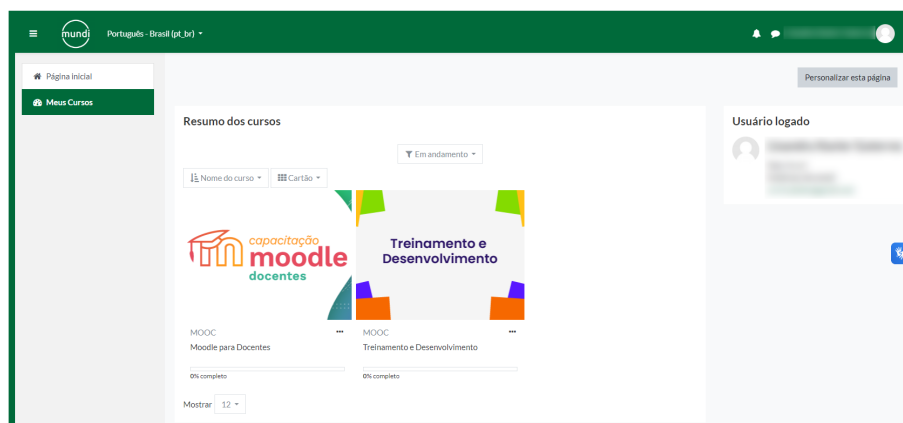 mundi
Português - Brasil (pt_br)
Página inicial
Meus Cursos
Personalizar esta página
Resumo dos cursos
Em andamento
Nome do curso
Cartão
capacitação
moodle
docentes
Treinamento e
Desenvolvimento
MOOC
Moodle para Docentes
0% completo
MOOC
Treinamento e Desenvolvimento
0% completo
Mostrar 12
Usuário logado